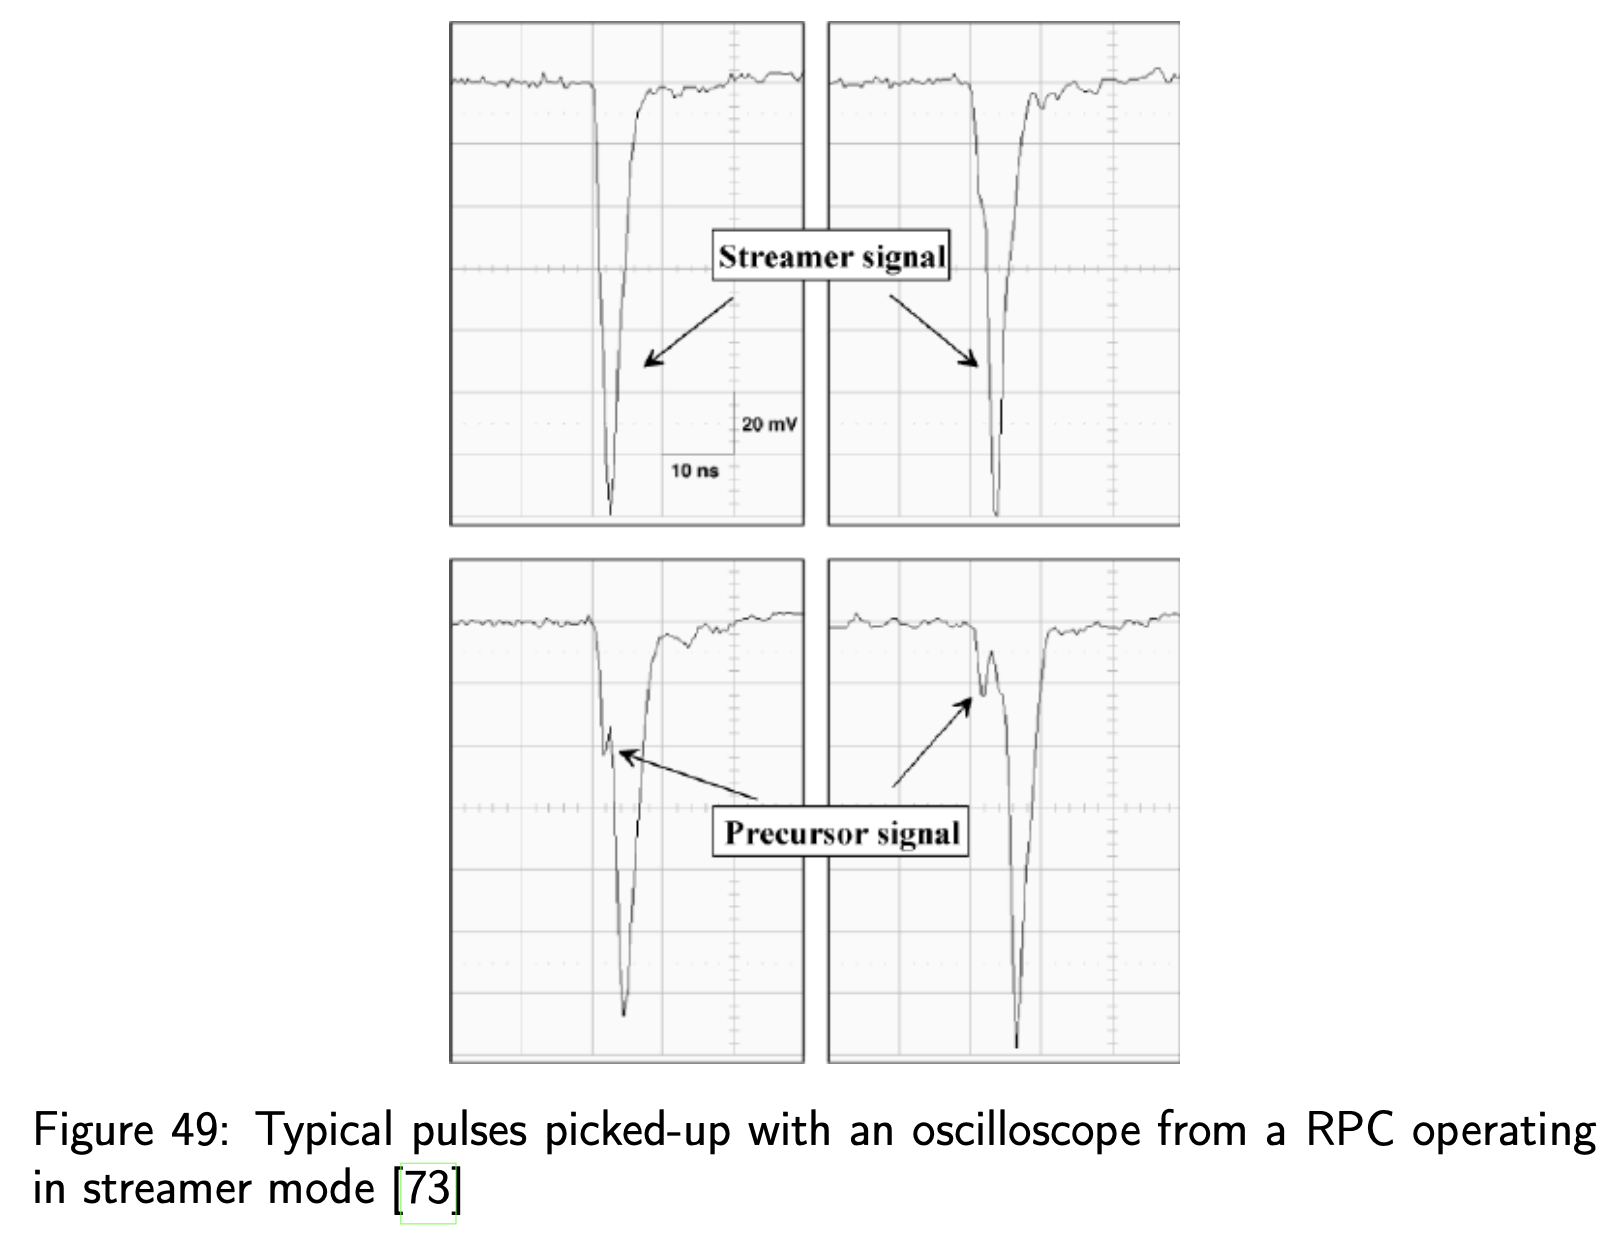 Streamer signal
20 mV
10 ns
Precursor signal
Figure 49: Typical pulses picked-up with an oscilloscope from a RPC operating
in streamer mode [73]